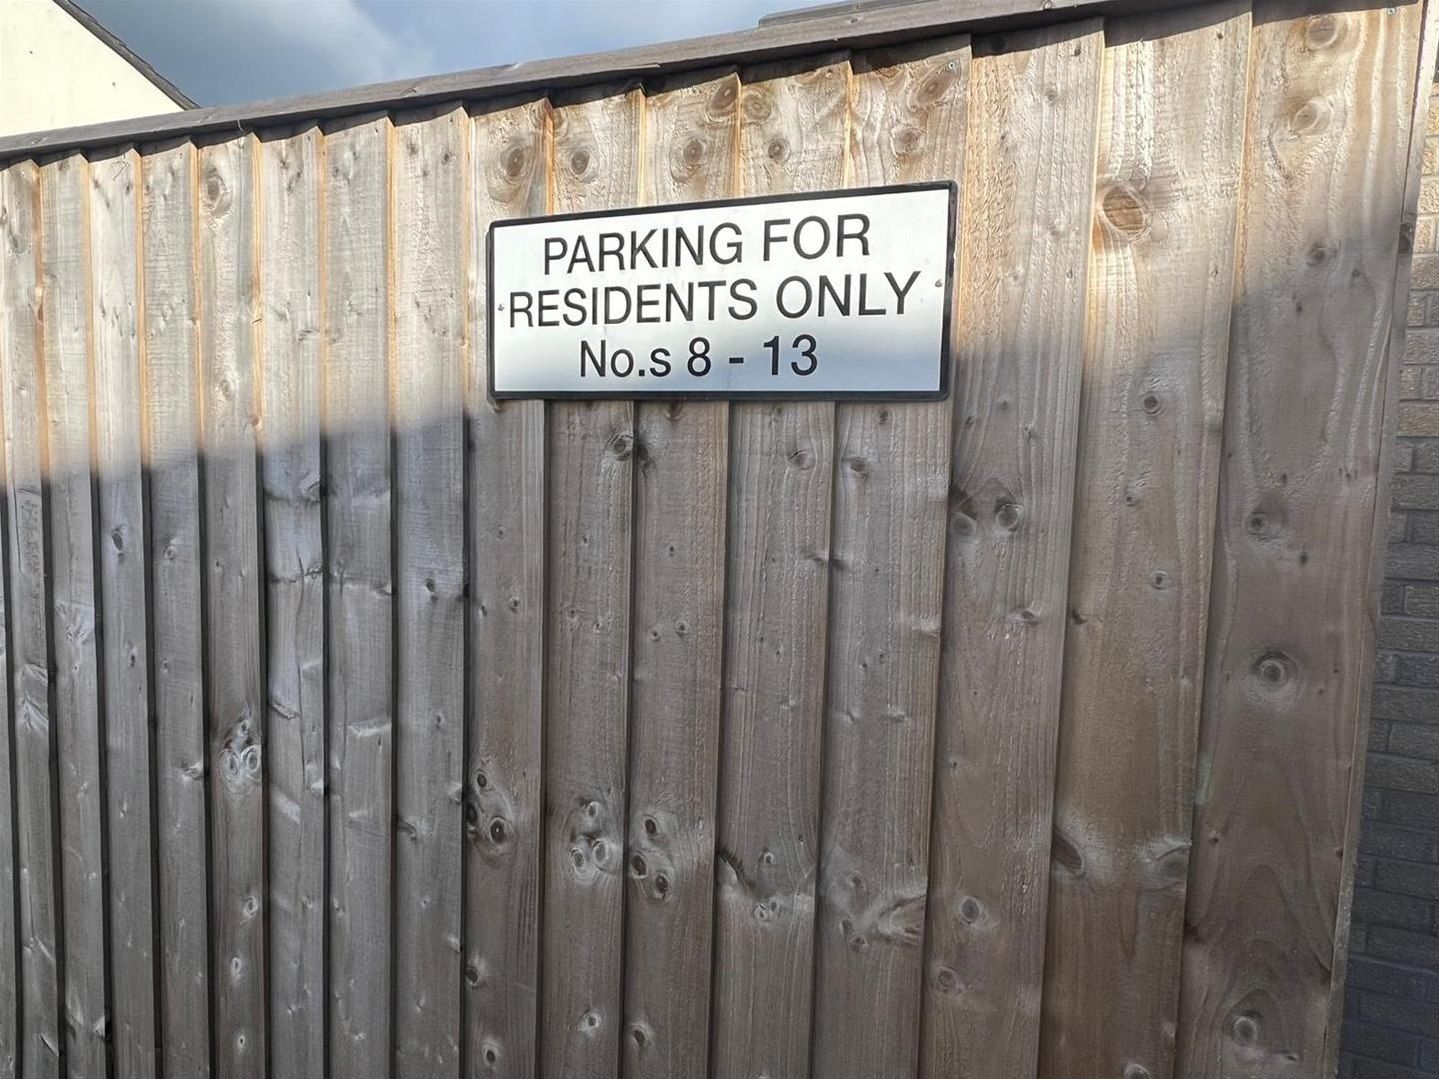 PARKING FOR
RESIDENTS ONLY
No.s 8 - 13